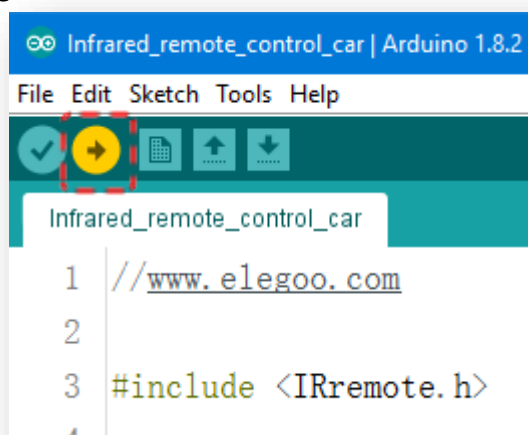 Infrared_remote_control_car | Arduino 1.8.2
File Edit Sketch Tools Help
Infrared_remote_control_car
1 //www.elegoo.com
2
3 #include <IRremote.h>